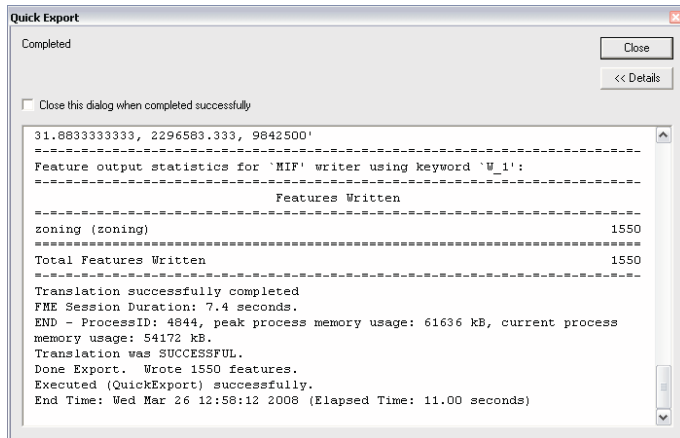 Quick Export
Completed
Close
<< Details
Close this dialog when completed successfully
31.8833333333, 2296583.333, 9842500'
=-=-=-=-=-=-=-=-=-=-=-=-=-=-=-=-=-=-=-=-=-=-=-=-=-=-=-=-=-=-=-=-=-=-=-=-=-=-
Feature output statistics for `MIF' writer using keyword `W_1':
=-=-=-=-=-=-=-=-=-=-=-=-=-=-=-=-=-=-=-=-=-=-=-=-=-=-=-=-=-=-=-=-=-=-=-=-=-=-
Features Written
=-=-=-=-=-=-=-=-=-=-=-=-=-=-=-=-=-=-=-=-=-=-=-=-=-=-=-=-=-=-=-=-=-=-=-=-=-=-
zoning (zoning) 1550
==============================================================================
Total Features Written 1550
=-=-=-=-=-=-=-=-=-=-=-=-=-=-=-=-=-=-=-=-=-=-=-=-=-=-=-=-=-=-=-=-=-=-=-=-=-=-
Translation successfully completed
FME Session Duration: 7.4 seconds.
END - ProcessID: 4844, peak process memory usage: 61636 kB, current process
memory usage: 54172 kB.
Translation was SUCCESSFUL.
Done Export.  Wrote 1550 features.
Executed (QuickExport) successfully.
End Time: Wed Mar 26 12:58:12 2008 (Elapsed Time: 11.00 seconds)